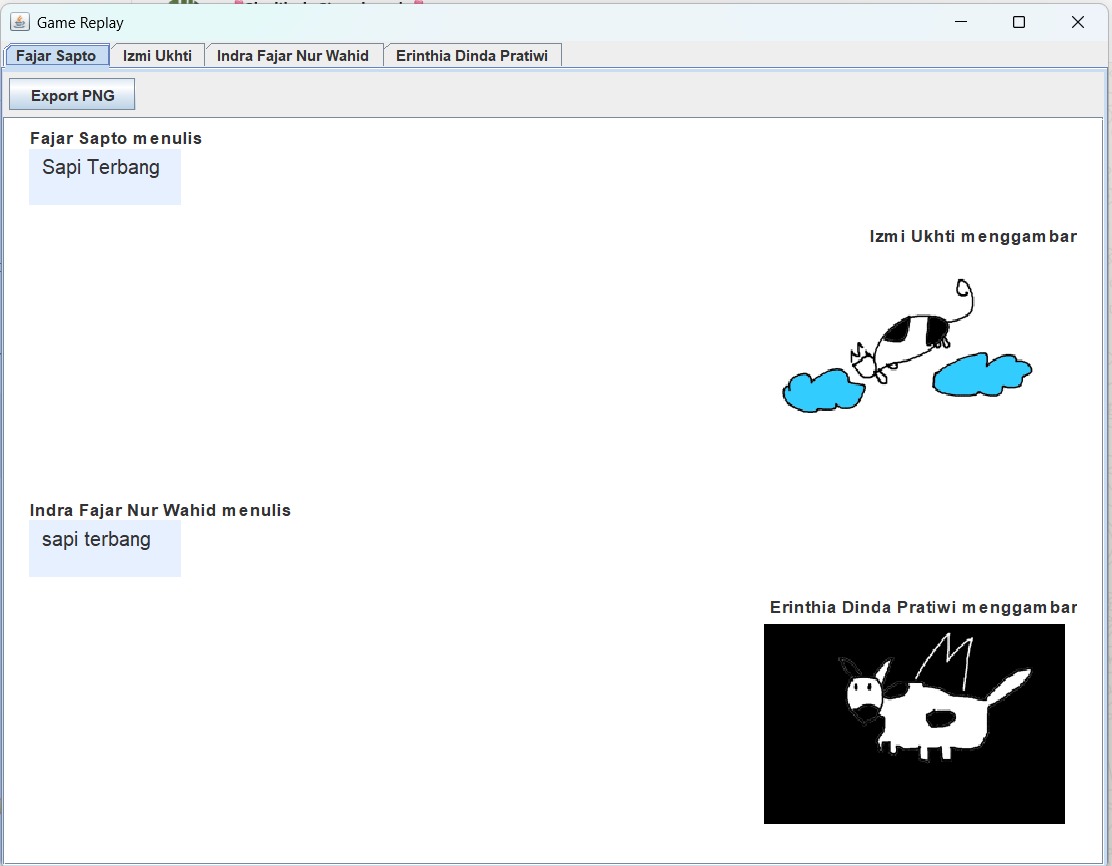 Game Replay
Fajar Sapto Izmi Ukhti Indra Fajar Nur Wahid Erinthia Dinda Pratiwi
Export PNG
Fajar Sapto menulis
Sapi Terbang
Izmi Ukhti menggambar
Indra Fajar Nur Wahid menulis
sapi terbang
Erinthia Dinda Pratiwi menggambar